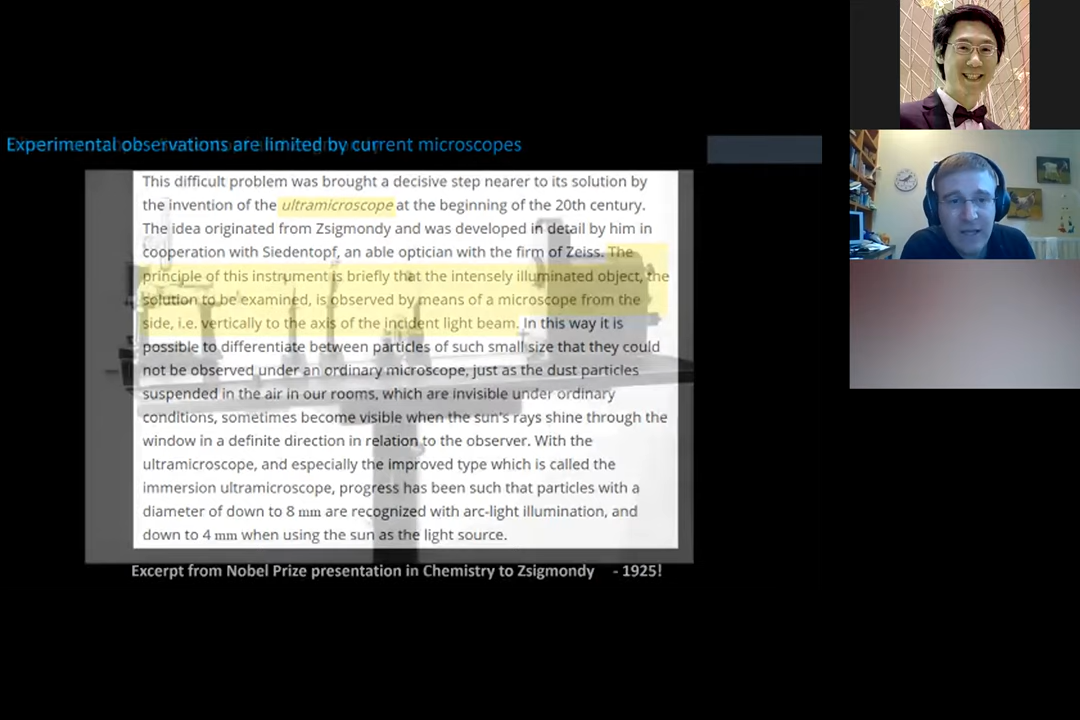 Experimental observations are limited by current microscopes
This difficult problem was brought a decisive step nearer to its solution by
the invention of the ultramicroscope at the beginning of the 20th century.
The idea originated from Zsigmondy and was developed in detail by him in
cooperation with Siedentopf, an able optician with the firm of Zeiss. The
principle of this instrument is briefly that the intensely illuminated object, the
solution to be examined, is observed by means of a microscope from the
side, i.e. vertically to the axis of the incident light beam. In this way it is
possible to differentiate between particles of such small size that they could
not be observed under an ordinary microscope, just as the dust particles
suspended in the air in our rooms, which are invisible under ordinary
conditions, sometimes become visible when the sun's rays shine through the
window in a definite direction in relation to the observer. With the
ultramicroscope, and especially the improved type which is called the
immersion ultramicroscope, progress has been such that particles with a
diameter of down to 8 mm are recognized with arc-light illumination, and
down to 4 mm when using the sun as the light source.
Excerpt from Nobel Prize presentation in Chemistry to Zsigmondy - 1925!